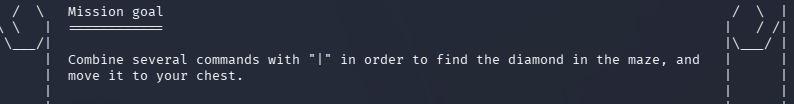 Mission goal
============
Combine several commands with "|" in order to find the diamond in the maze, and
move it to your chest.